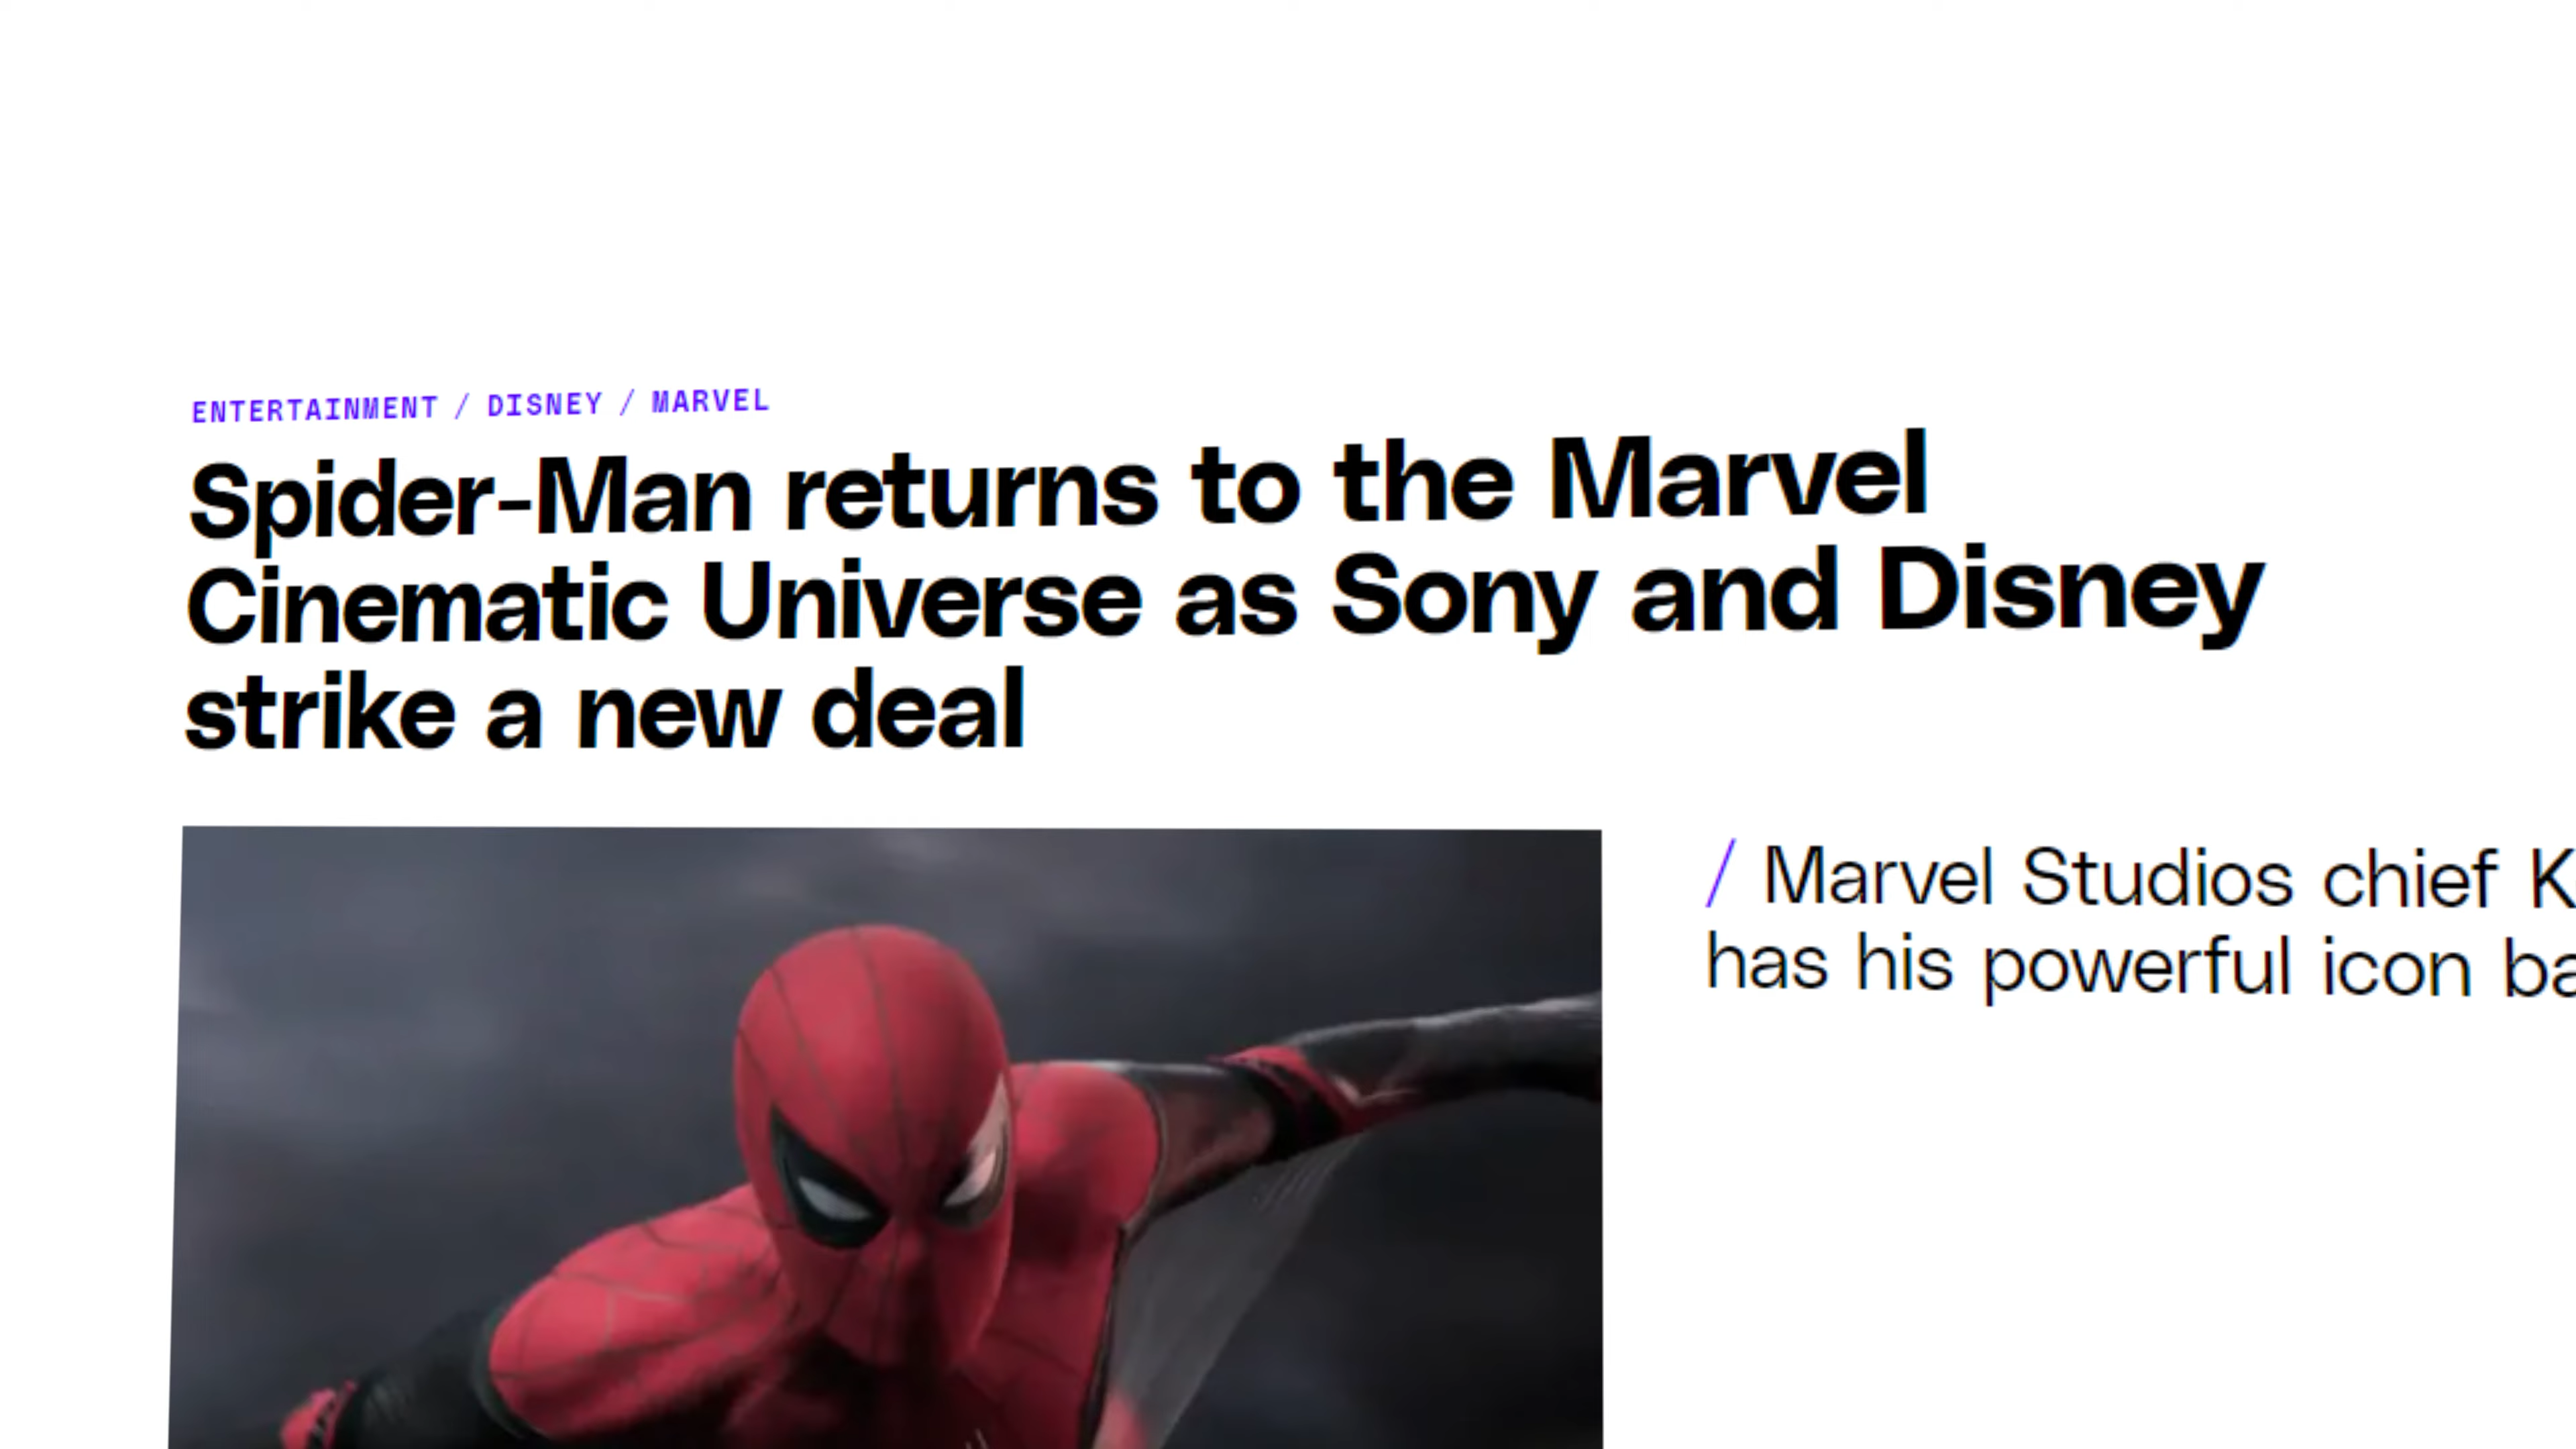 ENTERTAINMENT / DISNEY / MARVEL
Spider-Man returns to the Marvel
Cinematic Universe as Sony and Disney
strike a new deal
/ Marvel Studios chief K
has his powerful icon ba